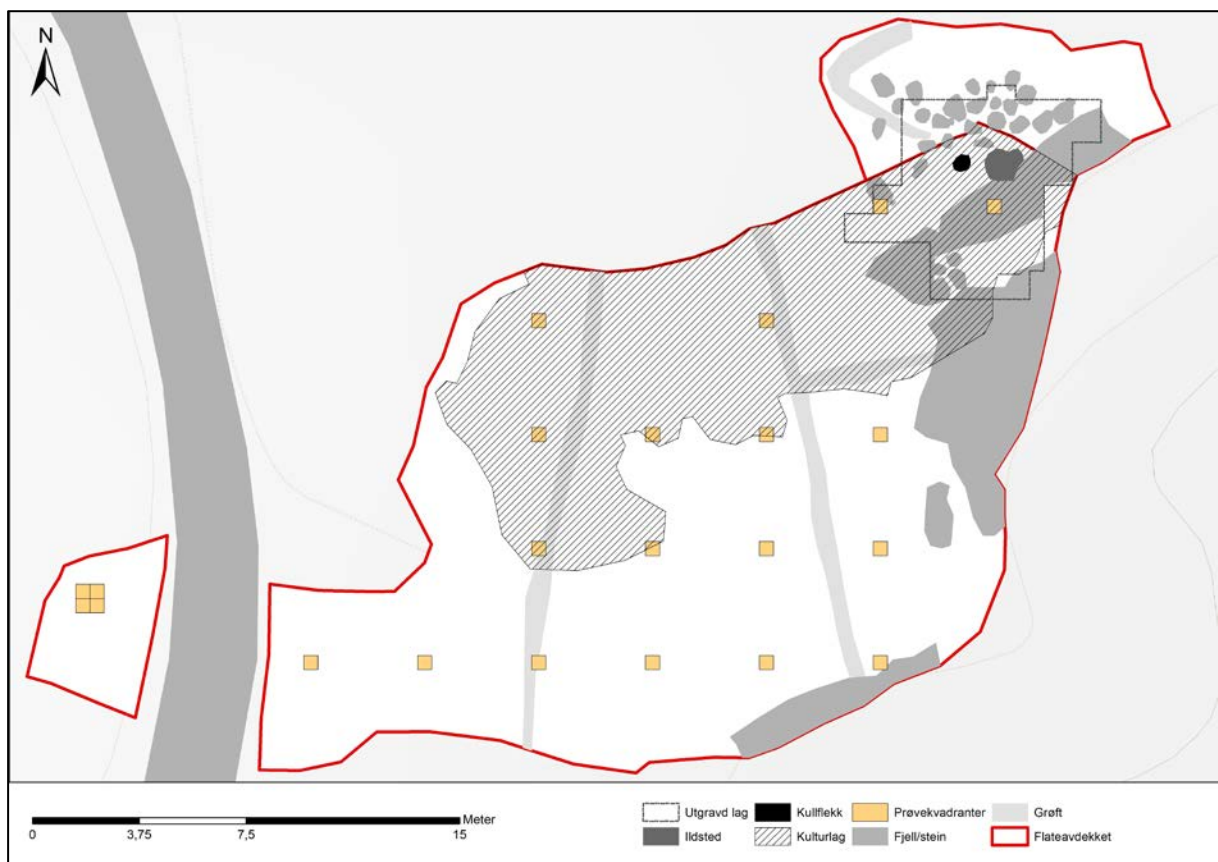 N
Meter
0 3,75 7,5 15
Utgravd lag Kullflekk Prøvekvadranter Grøft
Ildsted Kulturlag Fjell/stein Flateavdekket